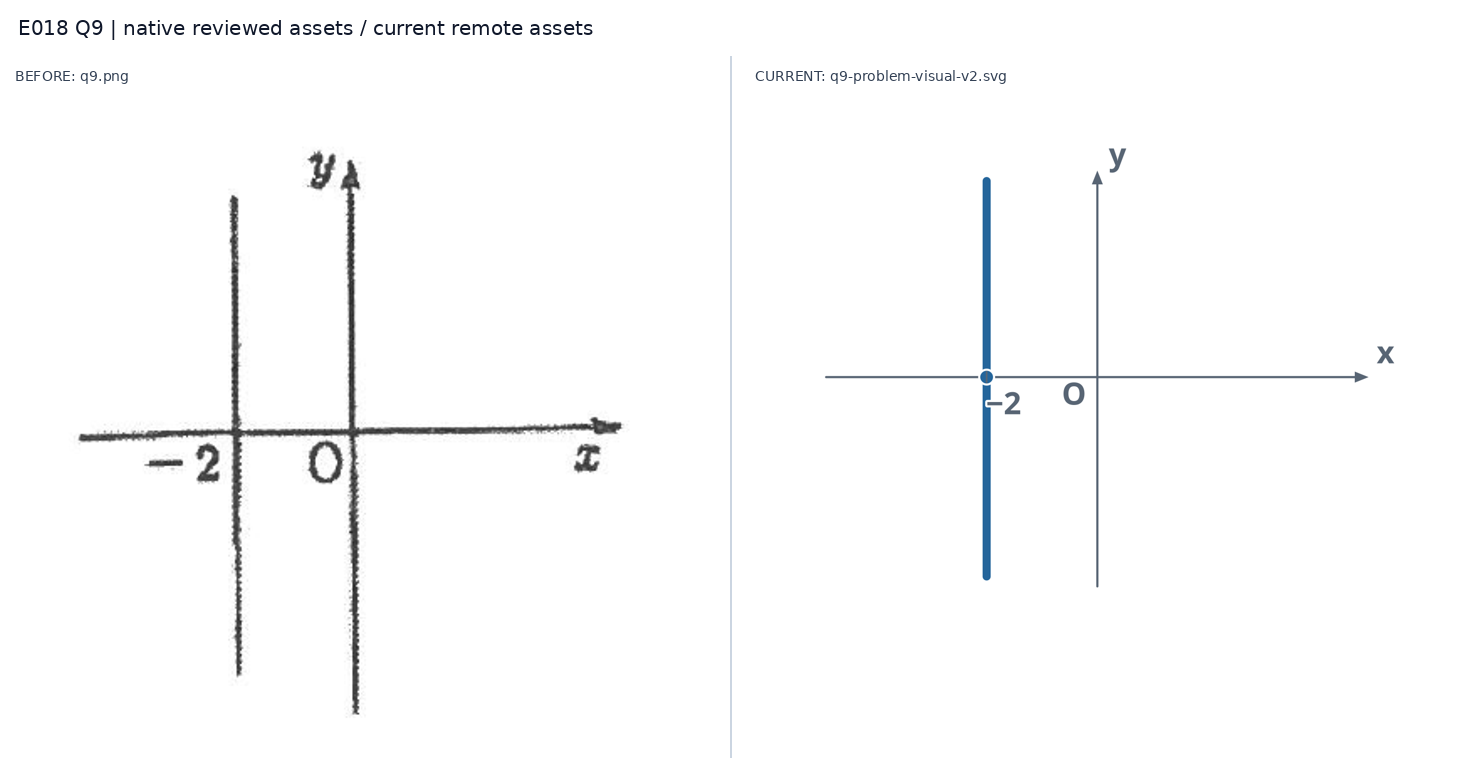 E018 Q9 | native reviewed assets / current remote assets
BEFORE: q9.png
CURRENT: q9-problem-visual-v2.svg
y
-2
O
x
y
x
−2
O